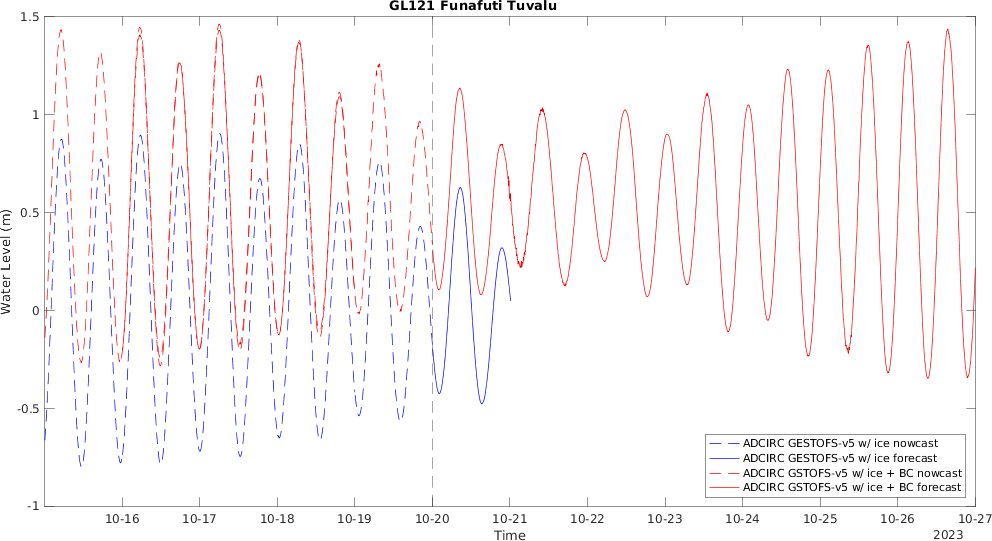 GL121 Funafuti Tuvalu
1.5
1
0.5
0
-0.5
-1
Water Level (m)
10-16
10-17
10-18
10-19
10-20
10-21
10-22
10-23
10-24
10-25
10-26
10-27
Time
2023
ADCIRC GESTOFS-v5 w/ ice nowcast
ADCIRC GESTOFS-v5 w/ ice forecast
ADCIRC GSTOFS-v5 w/ ice + BC nowcast
ADCIRC GSTOFS-v5 w/ ice + BC forecast